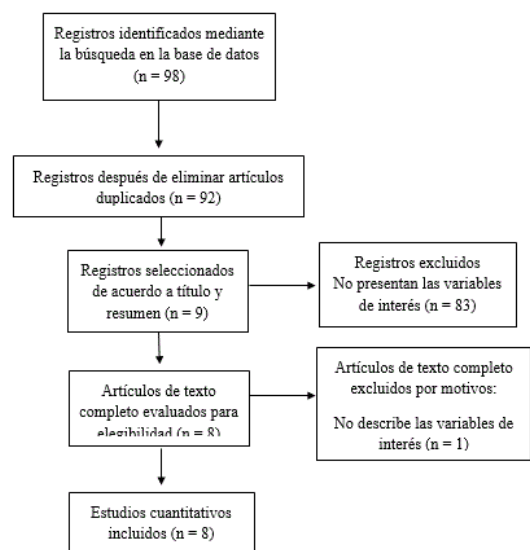 Registros identificados mediante
la búsqueda en la base de datos
(n = 98)
Registros después de eliminar artículos
duplicados (n = 92)
Registros seleccionados
de acuerdo a título y
resumen (n = 9)
Registros excluidos
No presentan las variables
de interés (n = 83)
Artículos de texto
completo evaluados para
elegibilidad (n = 8)
Artículos de texto completo
excluidos por motivos:
No describe las variables de
interés (n = 1)
Estudios cuantitativos
incluidos (n = 8)